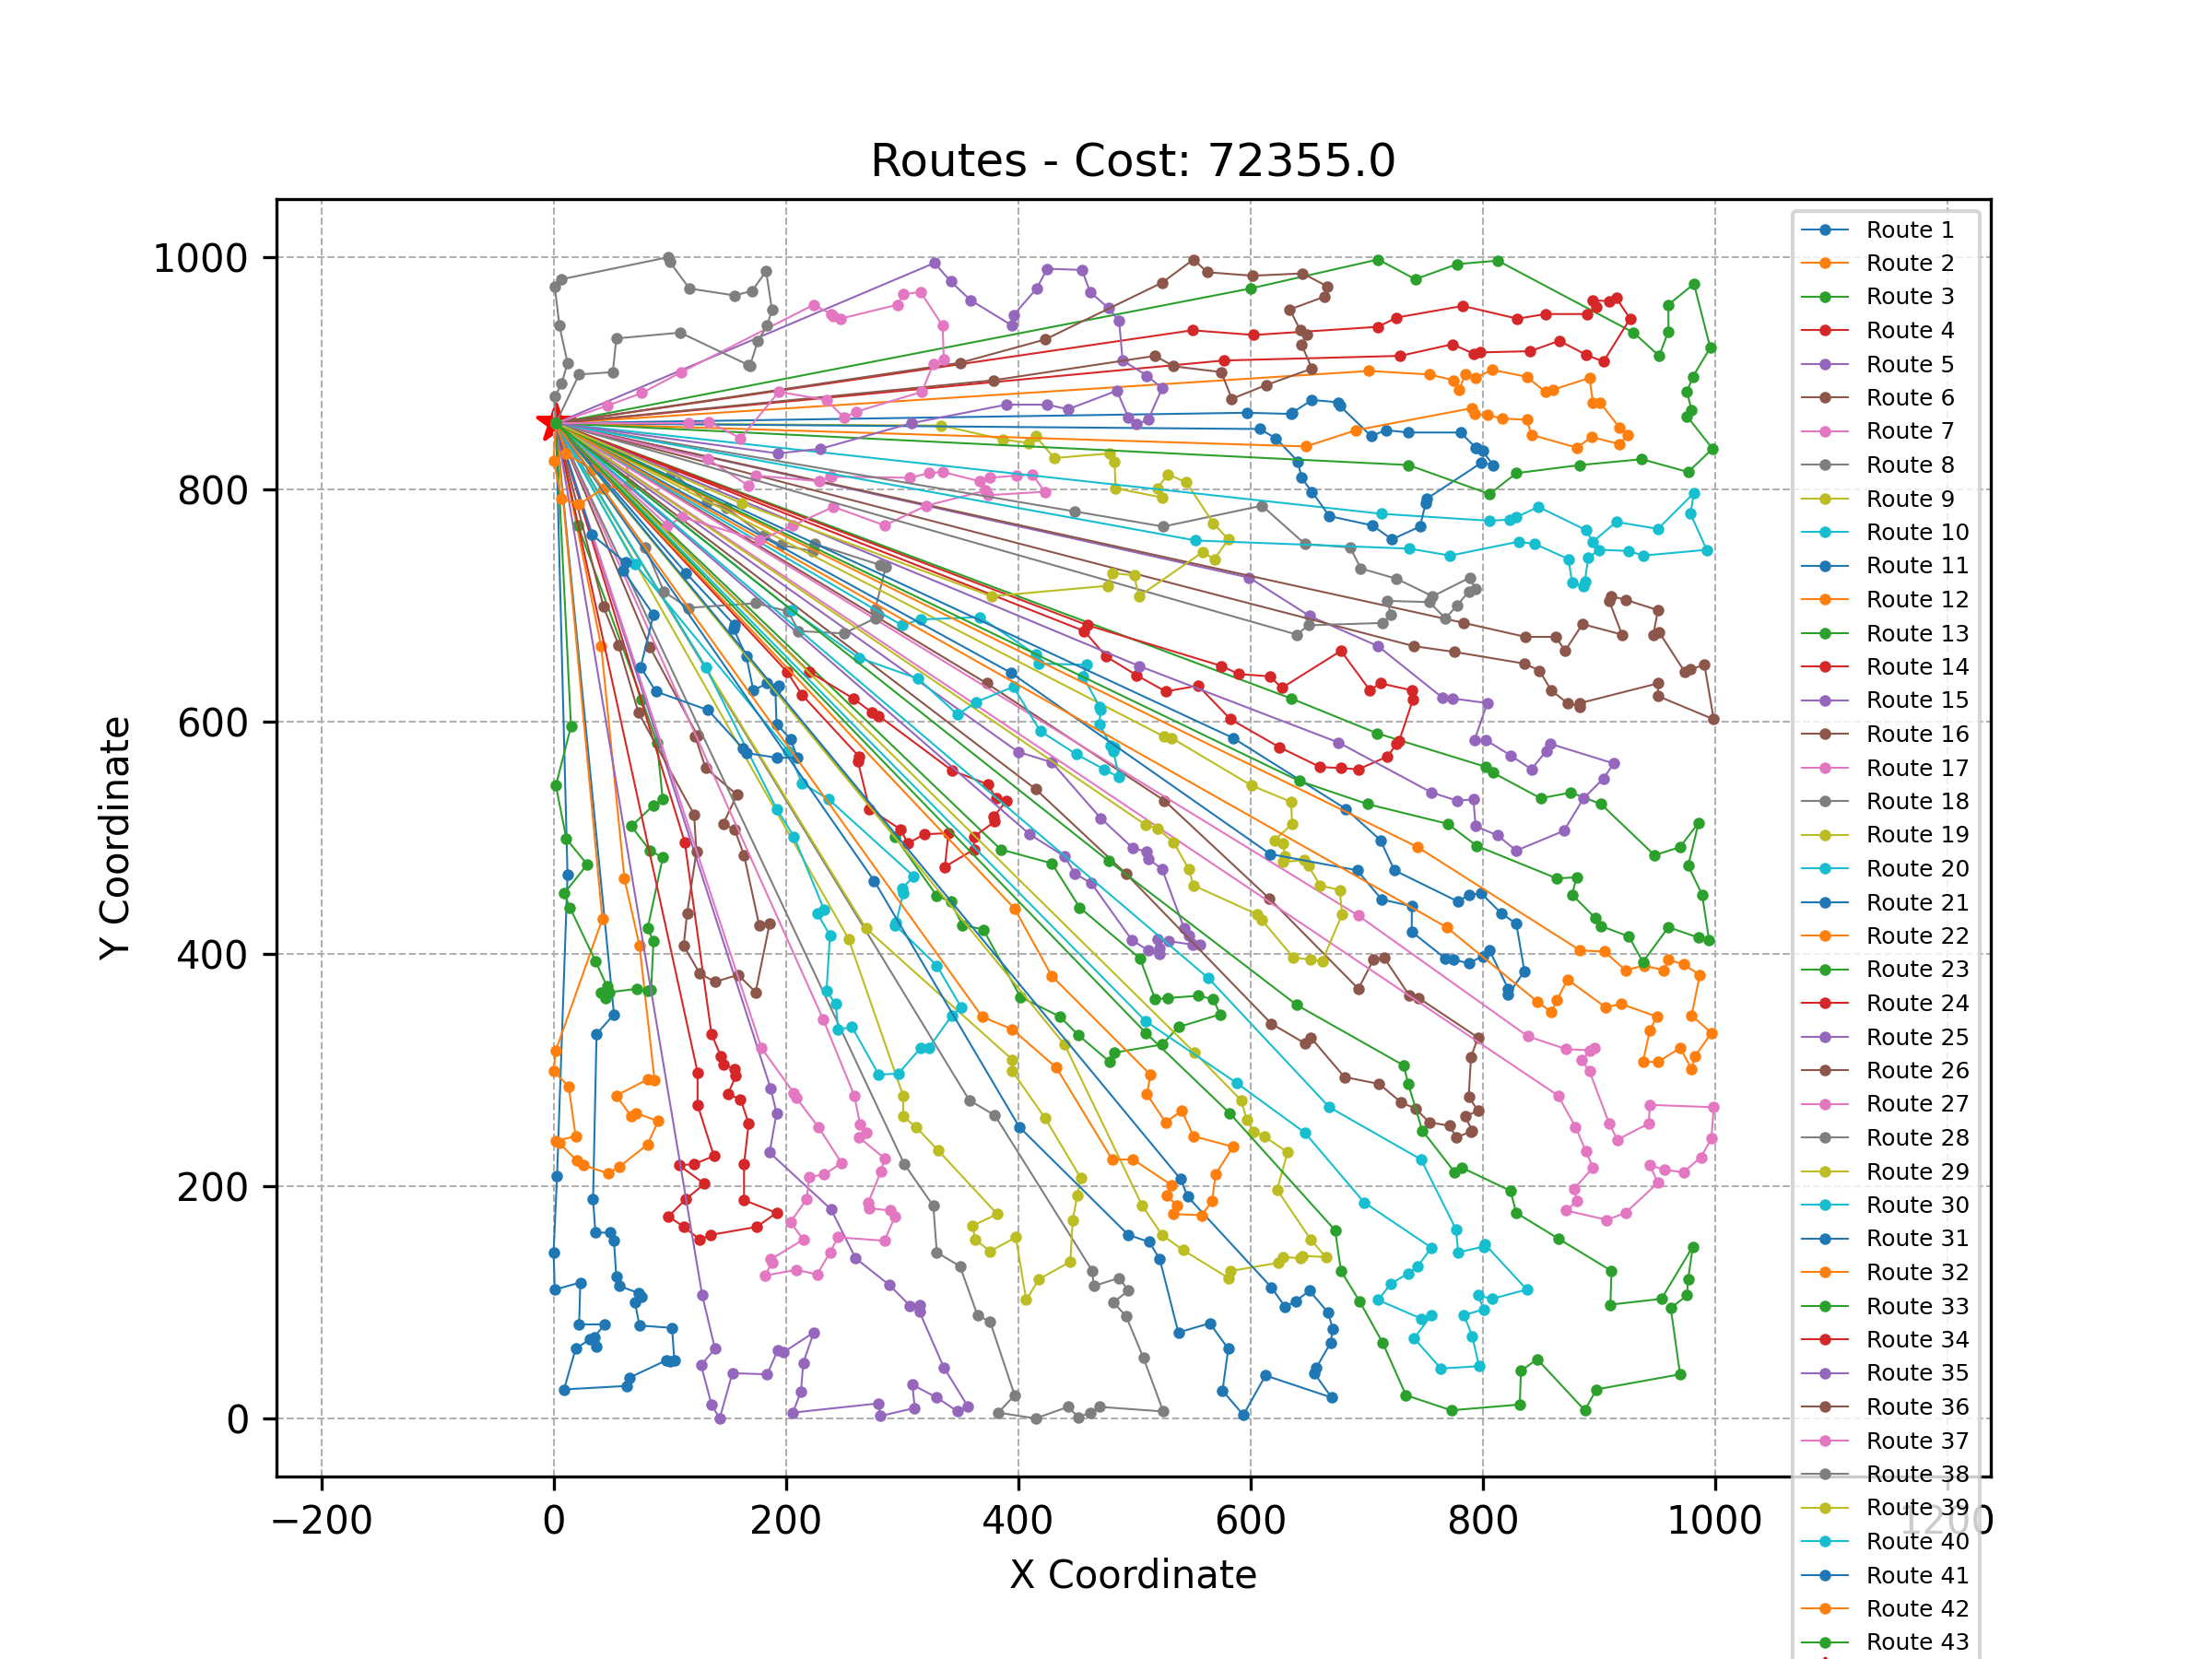 Routes - Cost: 72355.0
Y Coordinate
1000
800
600
400
200
0
−200
0
200
400
600
800
1000
1200
X Coordinate
Route 1
Route 2
Route 3
Route 4
Route 5
Route 6
Route 7
Route 8
Route 9
Route 10
Route 11
Route 12
Route 13
Route 14
Route 15
Route 16
Route 17
Route 18
Route 19
Route 20
Route 21
Route 22
Route 23
Route 24
Route 25
Route 26
Route 27
Route 28
Route 29
Route 30
Route 31
Route 32
Route 33
Route 34
Route 35
Route 36
Route 37
Route 38
Route 39
Route 40
Route 41
Route 42
Route 43